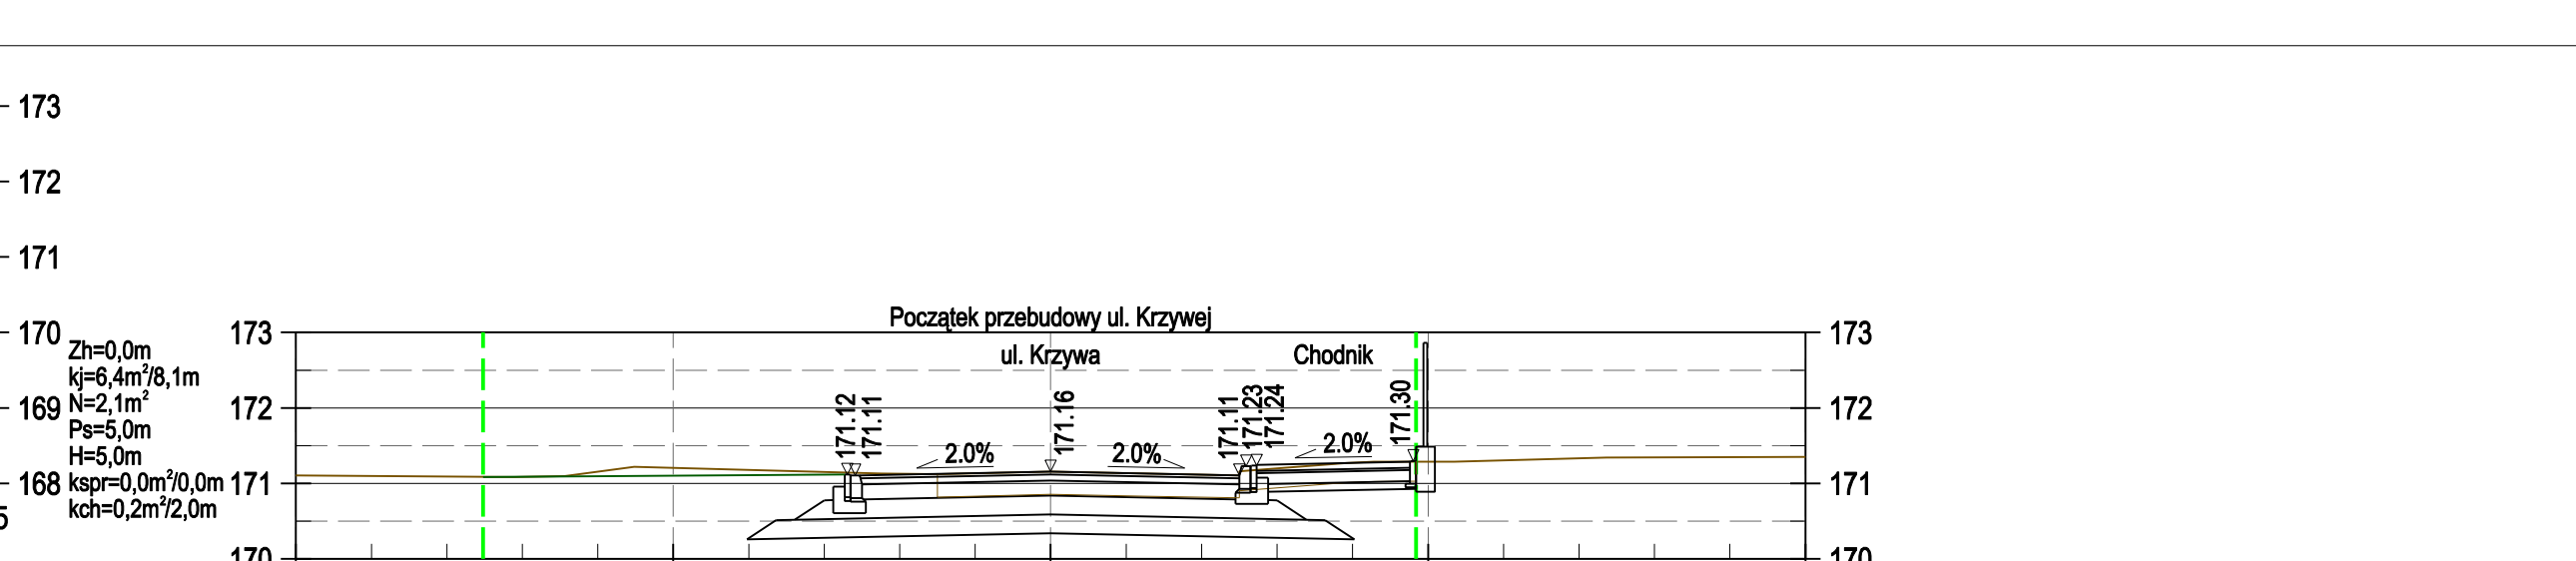 173
172
171
170
169
168
5
Zh=0,0m
kj=6,4m²/8,1m
N=2,1m²
Ps=5,0m
H=5,0m
kspr=0,0m²/0,0m
kch=0,2m²/2,0m
173
172
171
170
Początek przebudowy ul. Krzywej
ul. Krzywa
Chodnik
171.12
171.11
2.0%
171.16
2.0%
171.11
171.23
171.24
2.0%
171.30
173
172
171
170